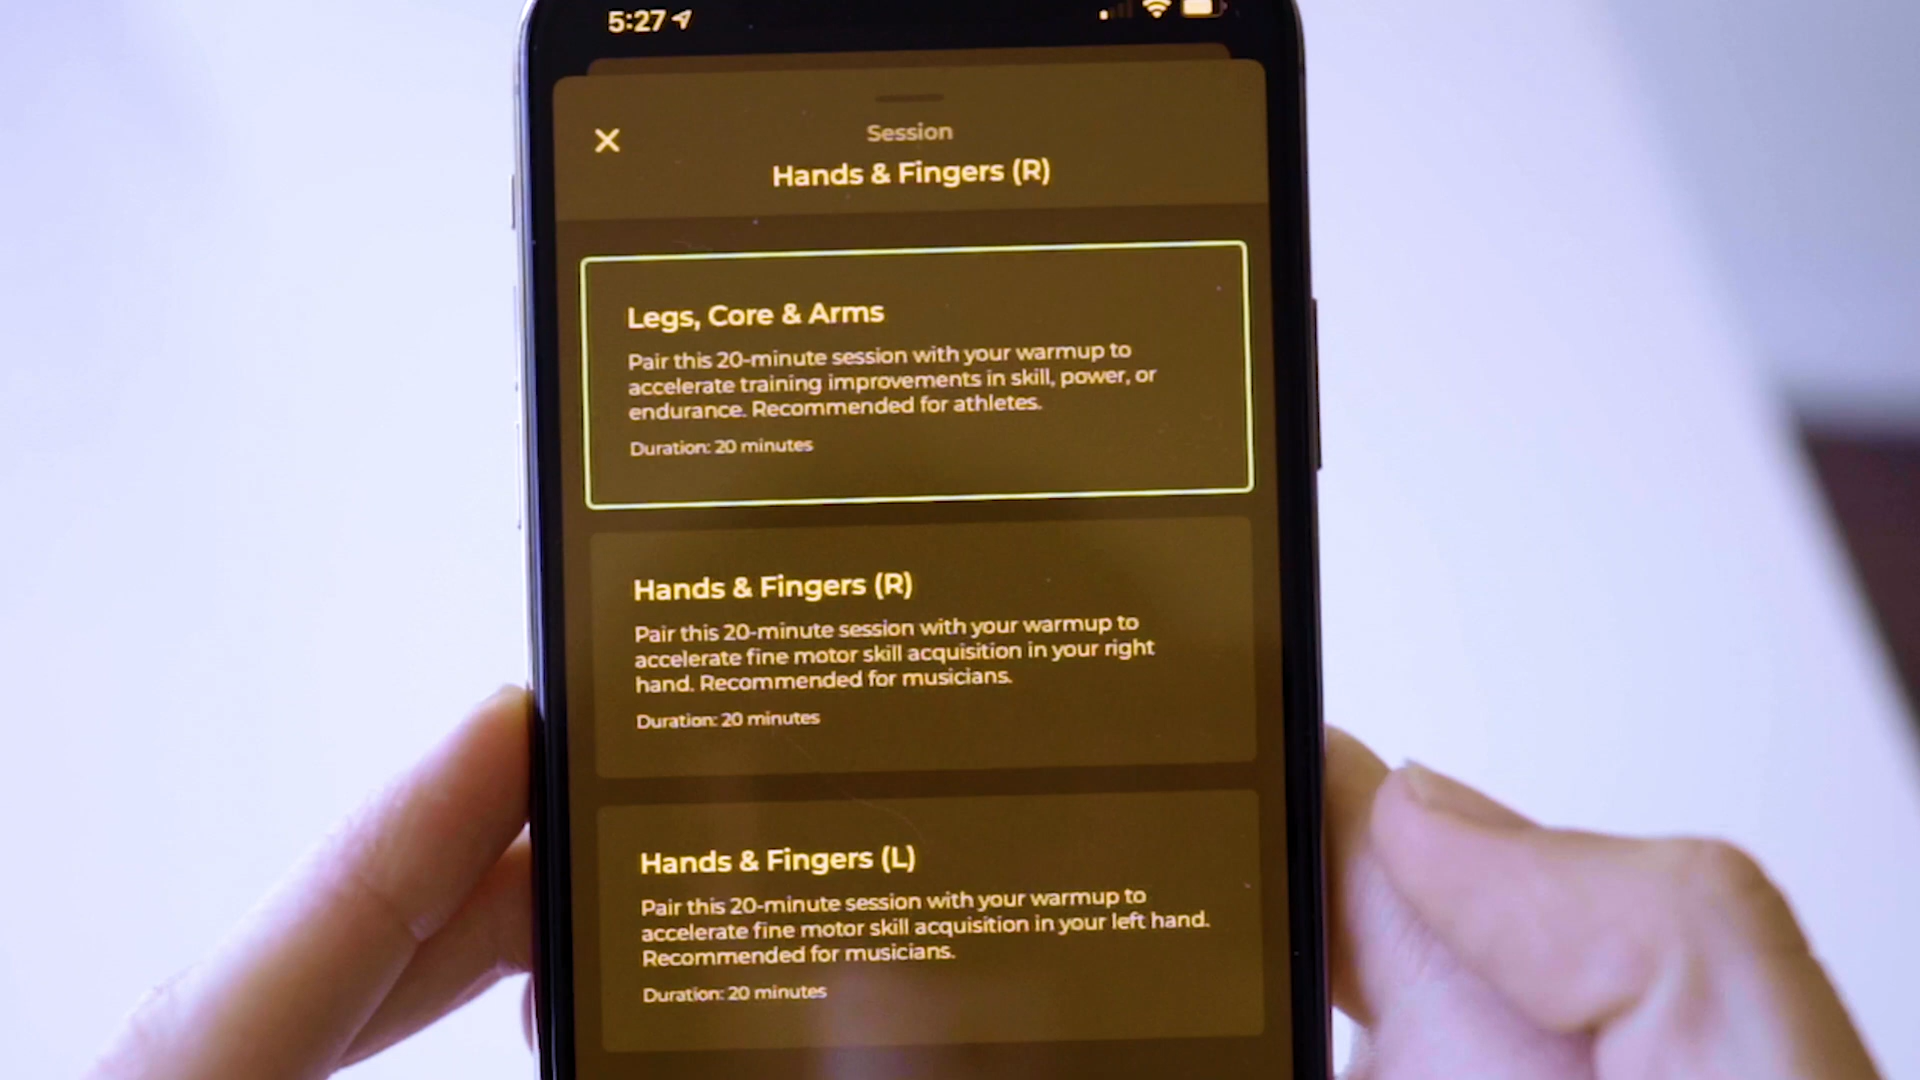 5:27
Session
Hands & Fingers (R)
Legs, Core & Arms
Pair this 20-minute session with your warmup to
accelerate training improvements in skill, power, or
endurance. Recommended for athletes.
Duration: 20 minutes
Hands & Fingers (R)
Pair this 20-minute session with your warmup to
accelerate fine motor skill acquisition in your right
hand. Recommended for musicians.
Duration: 20 minutes
Hands & Fingers (L)
Pair this 20-minute session with your warmup to
accelerate fine motor skill acquisition in your left hand.
Recommended for musicians.
Duration: 20 minutes